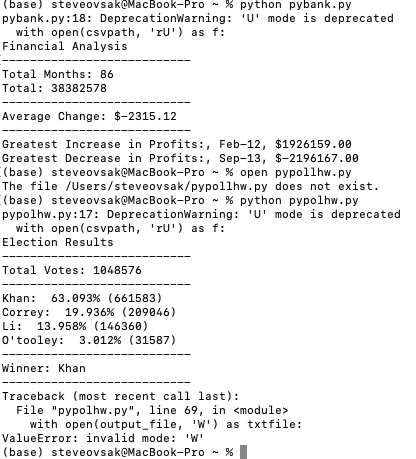 (base) steveovsak@MacBook-Pro ~ % python pybank.py
pybank.py:18: DeprecationWarning: 'U' mode is deprecated
  with open(csvpath, 'rU') as f:
Financial Analysis
---------------------------
Total Months: 86
Total: 38382578
---------------------------
Average Change: $-2315.12
---------------------------
Greatest Increase in Profits:, Feb-12, $1926159.00
Greatest Decrease in Profits:, Sep-13, $-2196167.00
(base) steveovsak@MacBook-Pro ~ % open pypollhw.py
The file /Users/steveovsak/pypollhw.py does not exist.
(base) steveovsak@MacBook-Pro ~ % python pypolhw.py
pypolhw.py:17: DeprecationWarning: 'U' mode is deprecated
  with open(csvpath, 'rU') as f:
Election Results
---------------------------
Total Votes: 1048576
---------------------------
Khan:  63.093% (661583)
Correy:  19.936% (209046)
Li:  13.958% (146360)
O'tooley:  3.012% (31587)
---------------------------
Winner: Khan
---------------------------
Traceback (most recent call last):
  File "pypolhw.py", line 69, in <module>
    with open(output_file, 'W') as txtfile:
ValueError: invalid mode: 'W'
(base) steveovsak@MacBook-Pro ~ %